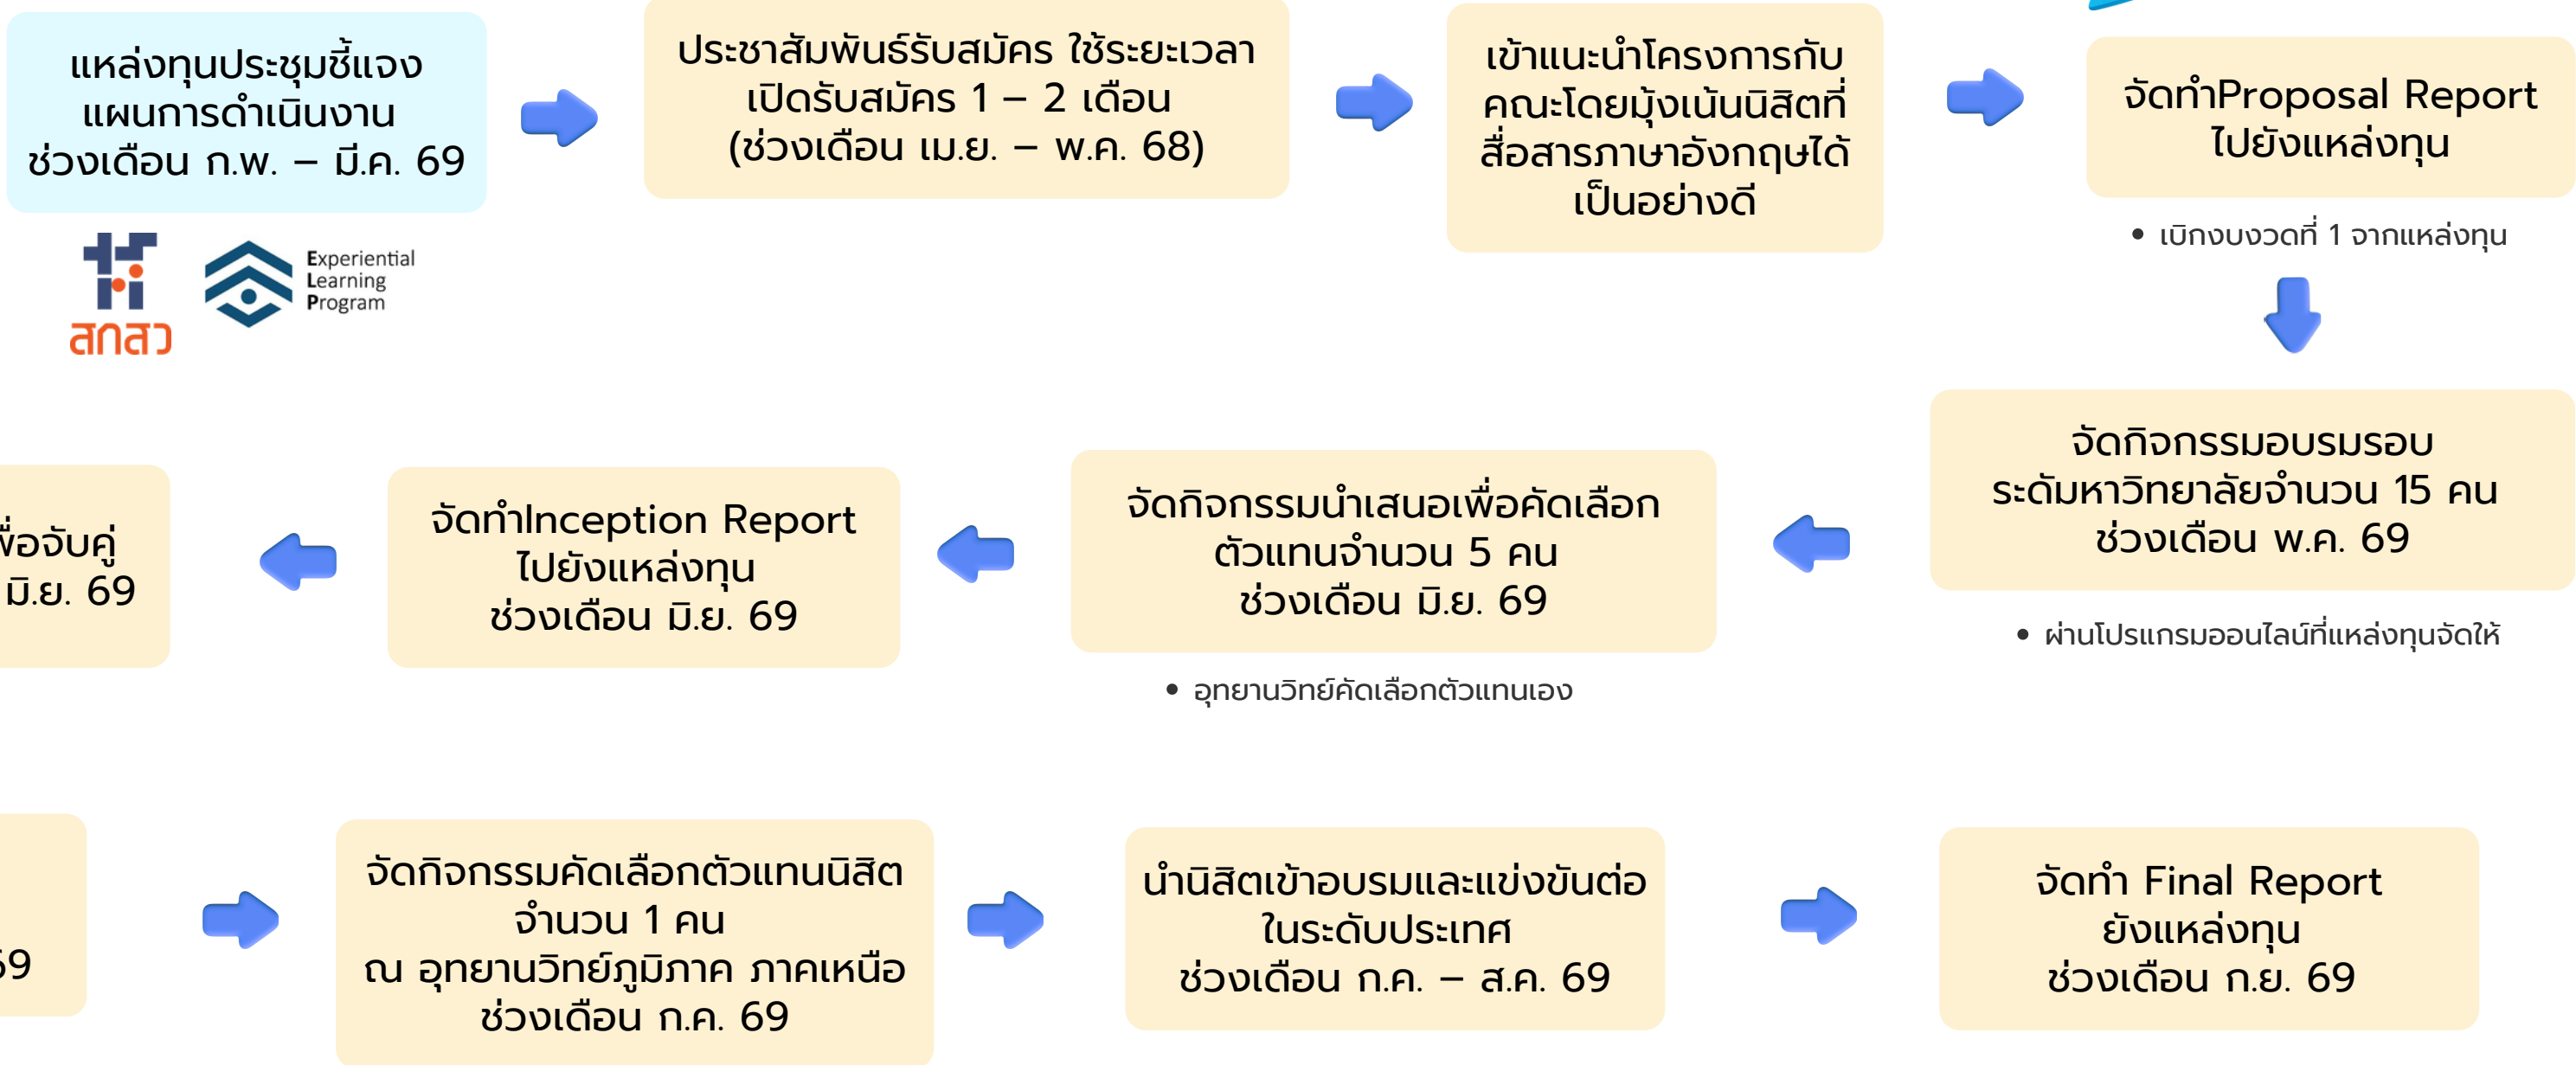 แหล่งทุนประชุมชี้แจง
แผนการดำเนินงาน
ช่วงเดือน ก.พ. – มี.ค. 69
สกสว
Experiential
Learning
Program
ประชาสัมพันธ์รับสมัคร ใช้ระยะเวลา
เปิดรับสมัคร 1 – 2 เดือน
(ช่วงเดือน เม.ย. – พ.ค. 68)
เข้าแนะนำโครงการกับ
คณะโดยมุ้งเน้นนิสิตที่
สื่อสารภาษาอังกฤษได้
เป็นอย่างดี
จัดทำProposal Report
ไปยังแหล่งทุน
• เบิกงบงวดที่ 1 จากแหล่งทุน
จัดกิจกรรมอบรมรอบ
ระดัมหาวิทยาลัยจำนวน 15 คน
ช่วงเดือน พ.ค. 69
• ผ่านโปรแกรมออนไลน์ที่แหล่งทุนจัดให้
จัดกิจกรรมนำเสนอเพื่อคัดเลือก
ตัวแทนจำนวน 5 คน
ช่วงเดือน มิ.ย. 69
• อุทยานวิทย์คัดเลือกตัวแทนเอง
จัดทำInception Report
ไปยังแหล่งทุน
ช่วงเดือน มิ.ย. 69
พื่อจับคู่
มิ.ย. 69
69
จัดกิจกรรมคัดเลือกตัวแทนนิสิต
จำนวน 1 คน
ณ อุทยานวิทย์ภูมิภาค ภาคเหนือ
ช่วงเดือน ก.ค. 69
นำนิสิตเข้าอบรมและแข่งขันต่อ
ในระดับประเทศ
ช่วงเดือน ก.ค. – ส.ค. 69
จัดทำ Final Report
ยังแหล่งทุน
ช่วงเดือน ก.ย. 69